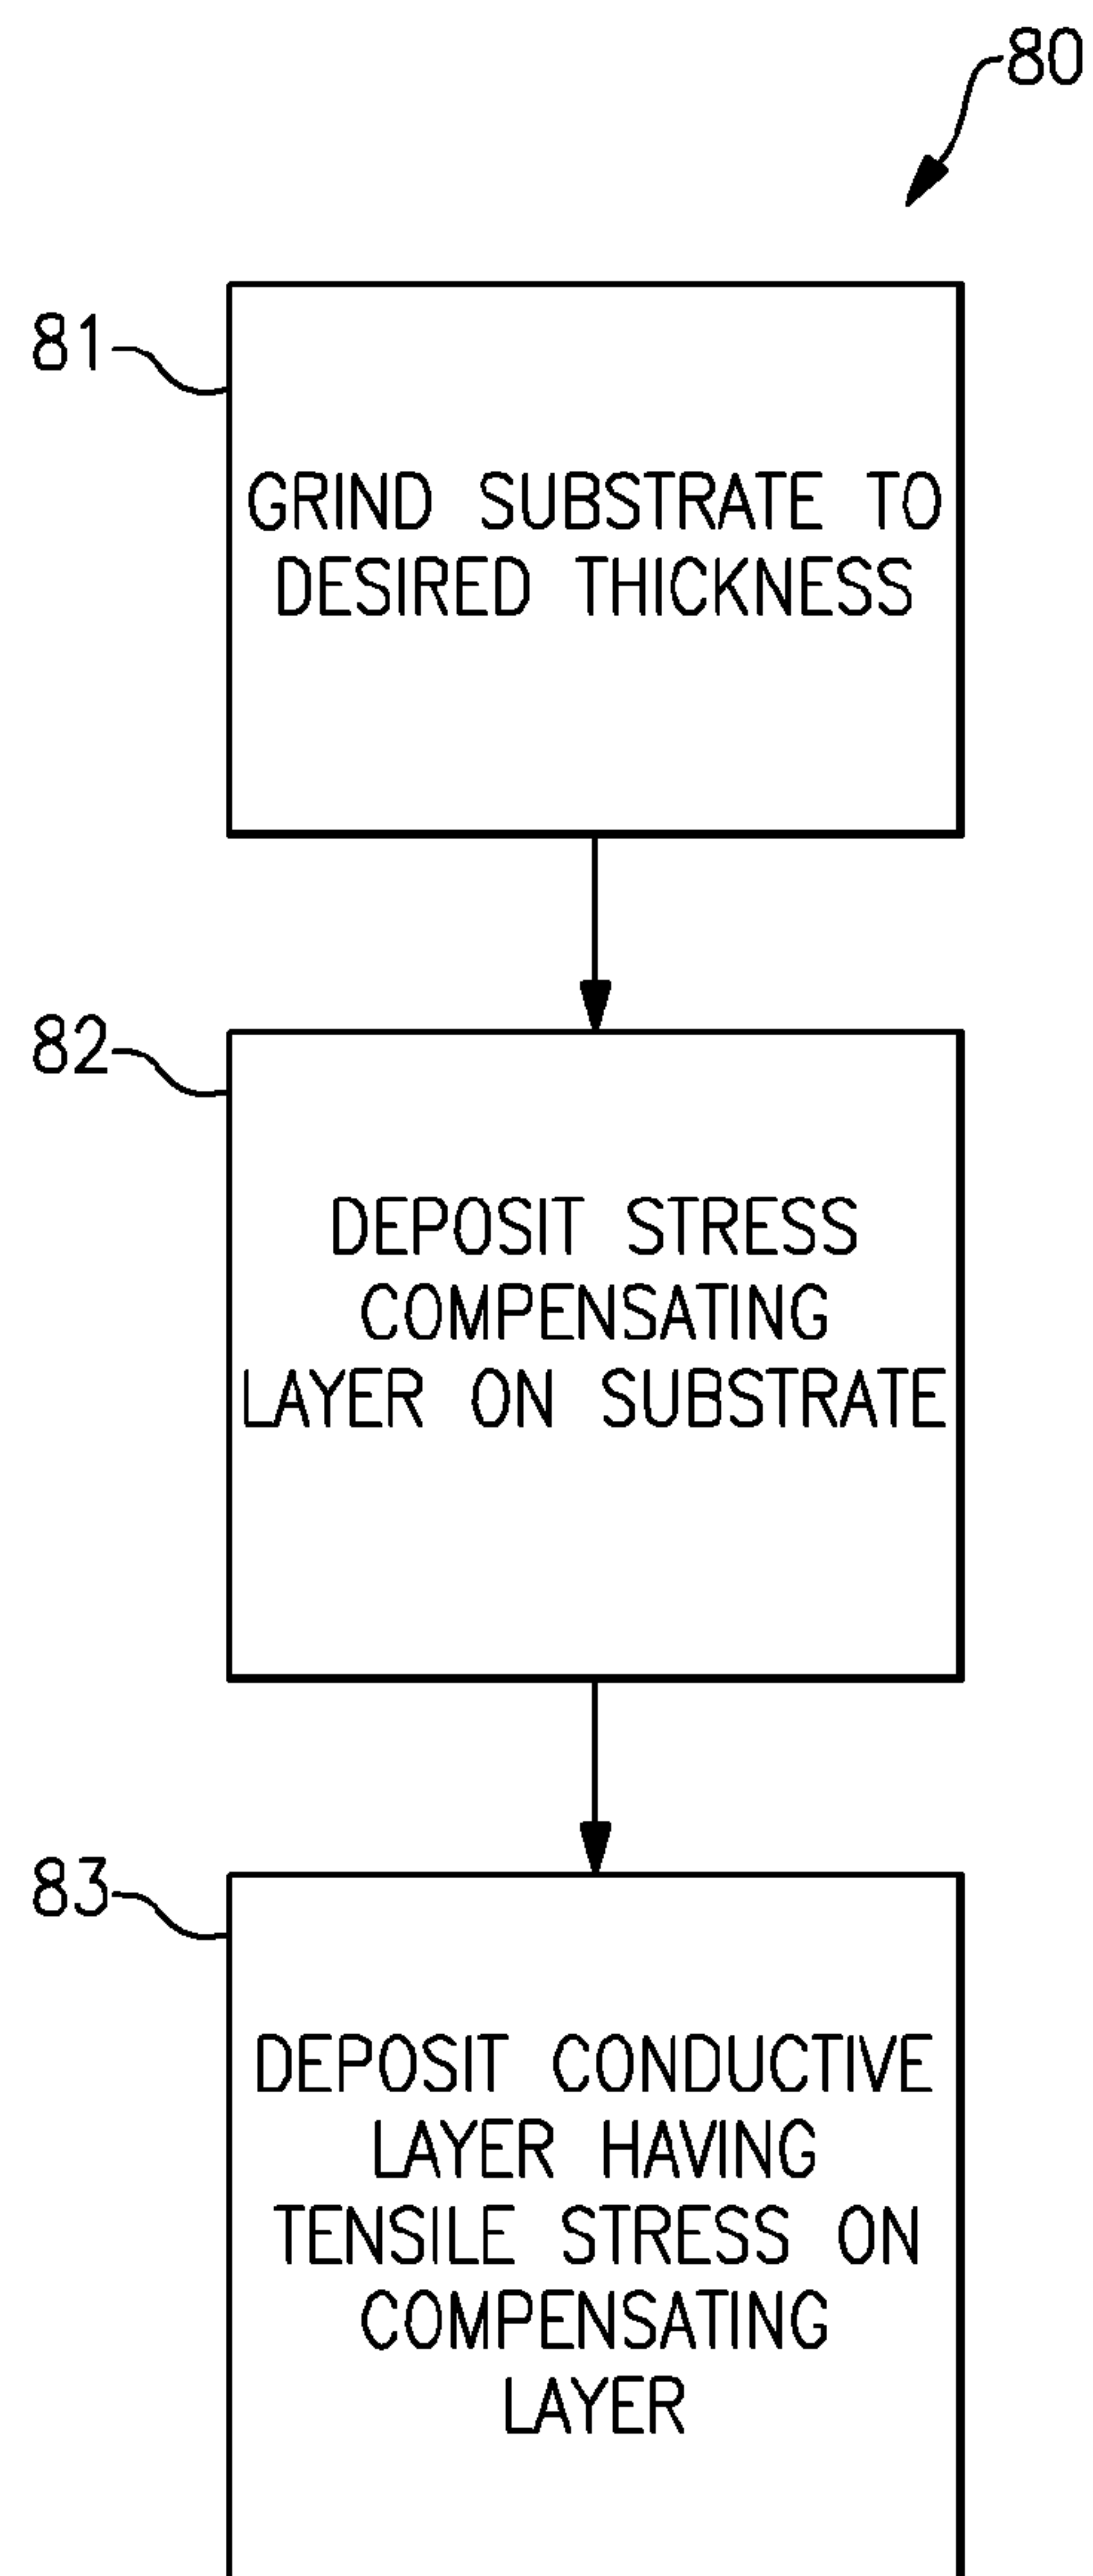 80
81
GRIND SUBSTRATE TO
DESIRED THICKNESS
82
DEPOSIT STRESS
COMPENSATING
LAYER ON SUBSTRATE
83
DEPOSIT CONDUCTIVE
LAYER HAVING
TENSILE STRESS ON
COMPENSATING
LAYER